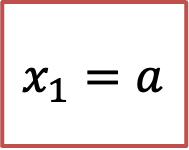 x₁ = a